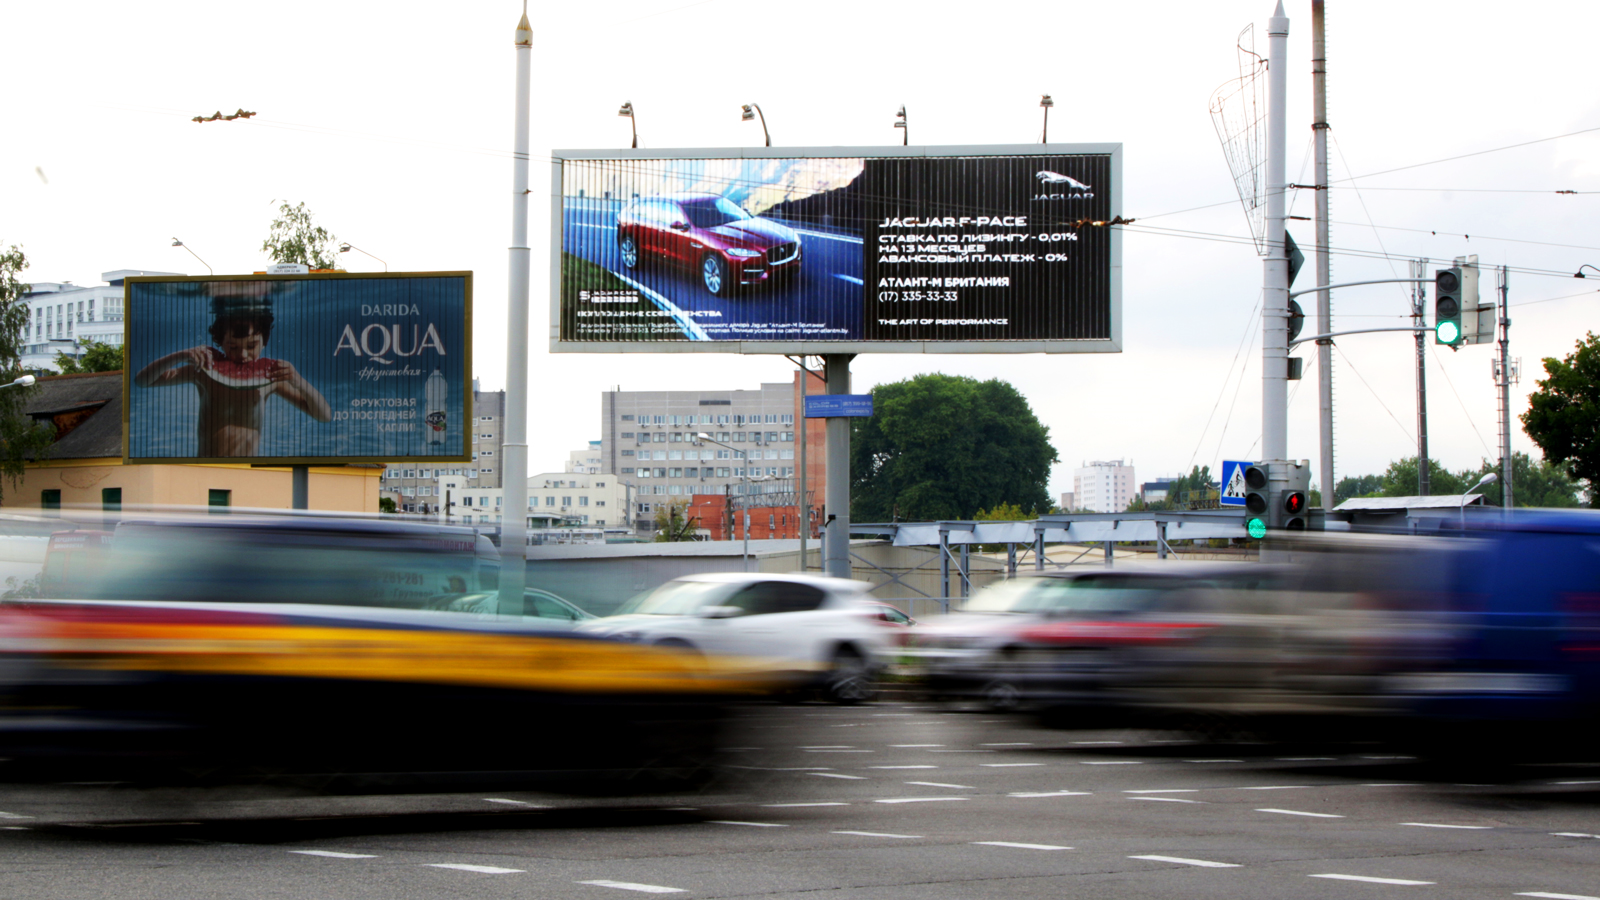 DARIDA
AQUA
фруктовая
ФРУКТОВАЯ
ДО ПОСЛЕДНЕЙ
КАПЛИ!
JAGUAR
JAGUAR F-PACE
СТАВКА ПО ЛИЗИНГУ - 0,01%
НА 13 МЕСЯЦЕВ
АВАНСОВЫЙ ПЛАТЕЖ - 0%
АТЛАНТ-М БРИТАНИЯ
(17) 335-33-33
THE ART OF PERFORMANCE